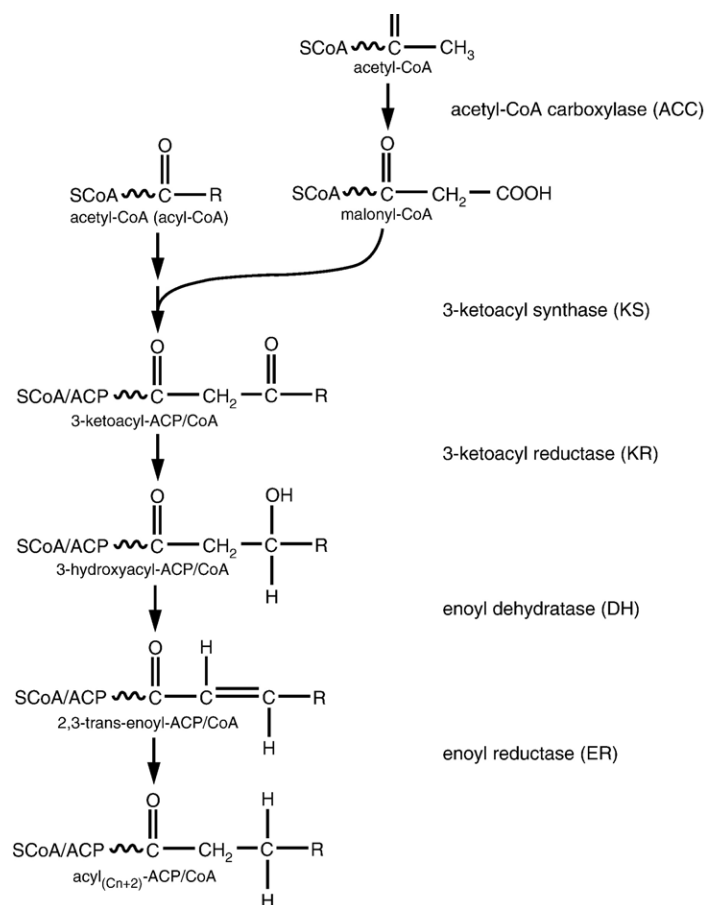 SCoA C CH3
acetyl-CoA
acetyl-CoA carboxylase (ACC)
O O
SCoA C R
acetyl-CoA (acyl-CoA)
SCoA C CH2 COOH
malonyl-CoA
3-ketoacyl synthase (KS)
O O
SCoA/ACP C CH2 C R
3-ketoacyl-ACP/CoA
3-ketoacyl reductase (KR)
O OH
SCoA/ACP C CH2 C R
3-hydroxyacyl-ACP/CoA
H
enoyl dehydratase (DH)
O H
SCoA/ACP C C C R
2,3-trans-enoyl-ACP/CoA
H
enoyl reductase (ER)
O H
SCoA/ACP C CH2 C R
acyl(Cn+2)-ACP/CoA
H